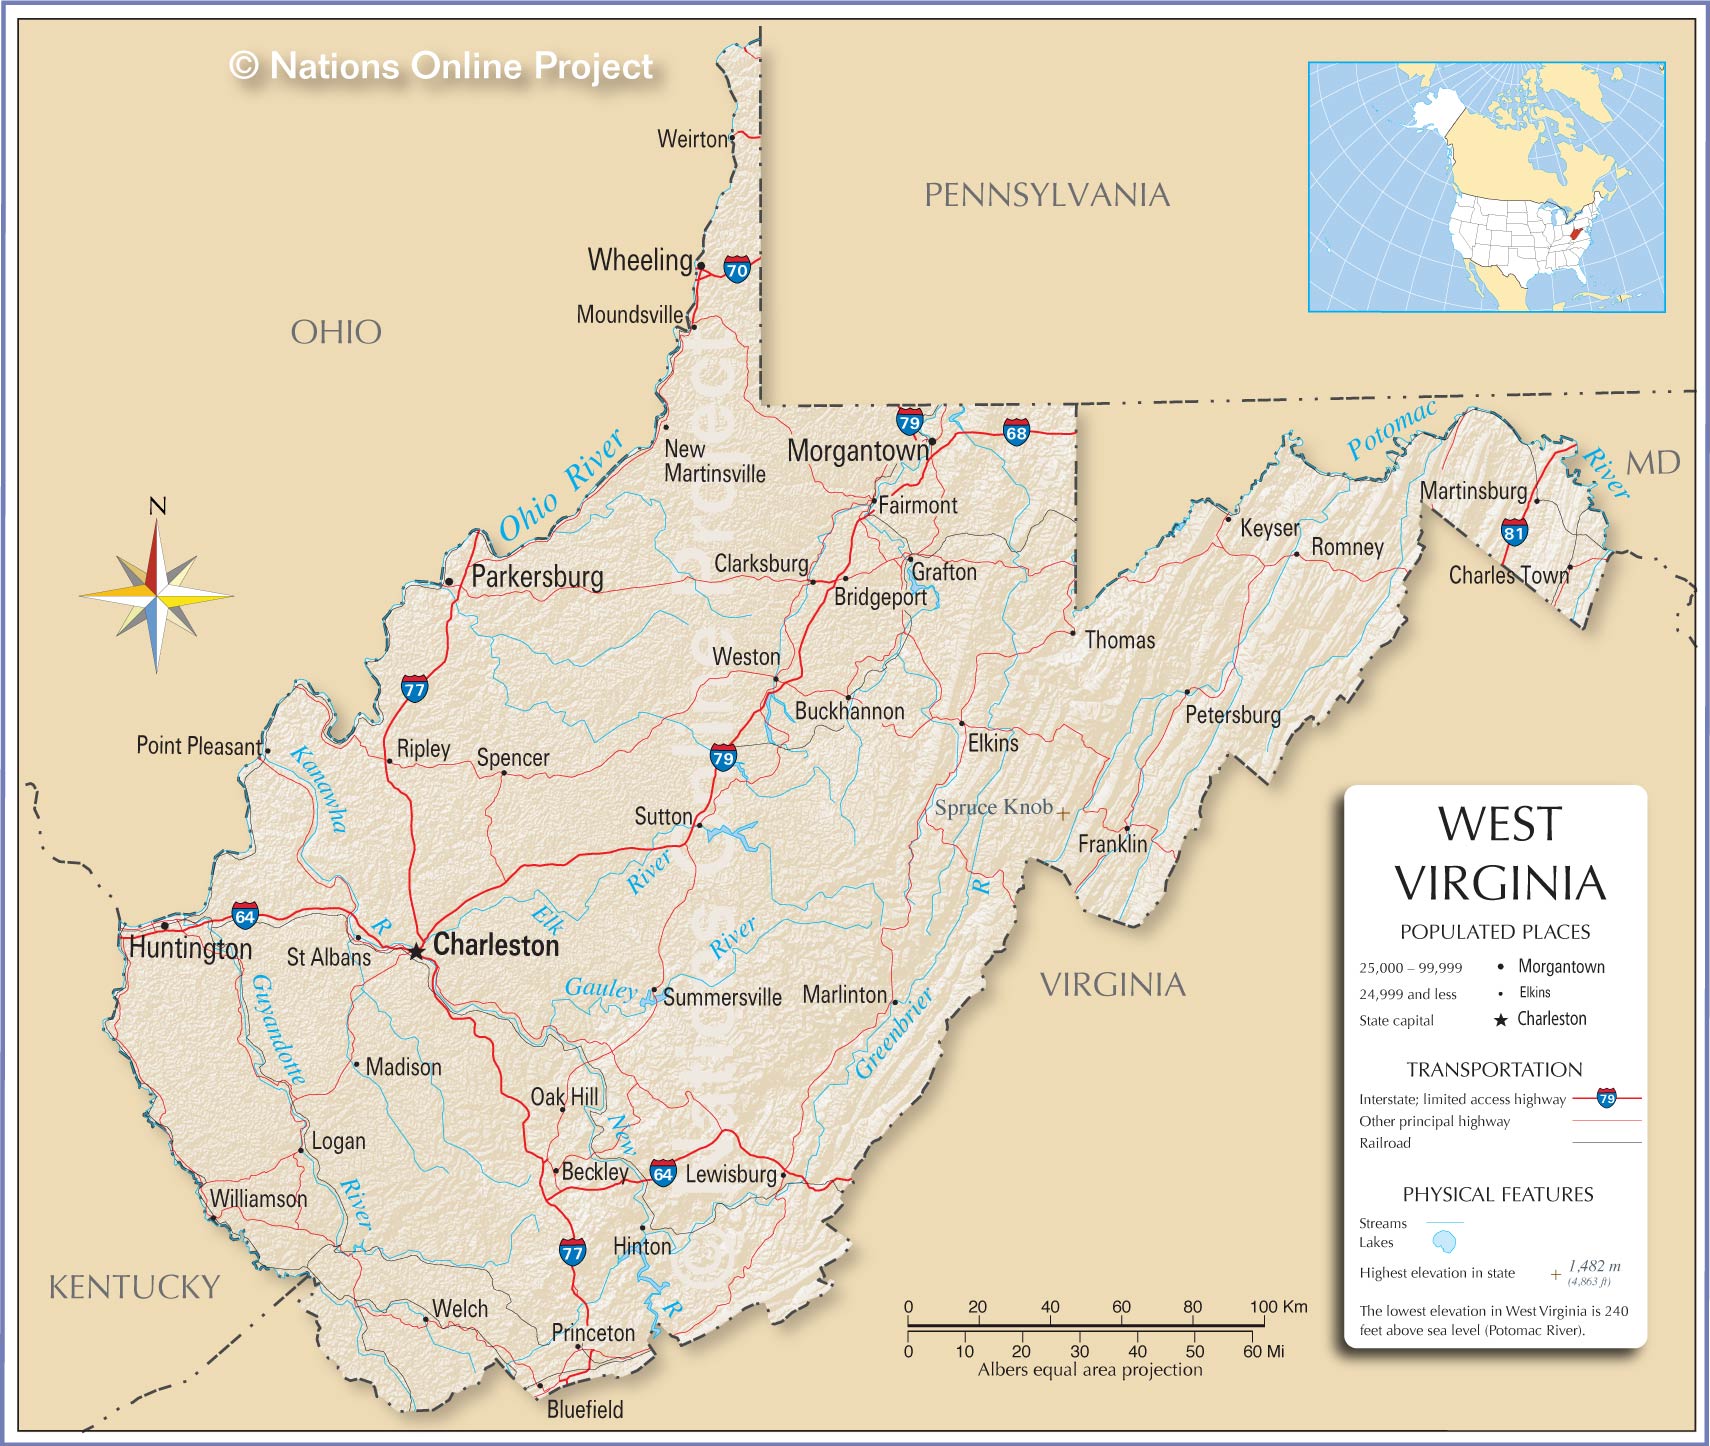 © Nations Online Project
Weirton
PENNSYLVANIA
Wheeling
70
Moundsville
OHIO
79
68
Morgantown
New
Martinsville
Ohio River
Potomac
River
MD
Martinsburg
81
Charles Town
N
Fairmont
Keyser
Romney
Clarksburg
Grafton
Bridgeport
Parkersburg
Thomas
Weston
77
Buckhannon
Petersburg
Elkins
Point Pleasant
Kanawha
R
Ripley
Spencer
79
Sutton
Spruce Knob
Franklin
Elk
River
R
64
Huntington
St Albans
Charleston
Gauley
River
Summersville
Marlinton
Greenbrier
VIRGINIA
Guyandotte
River
Madison
Oak Hill
New
R
Logan
Beckley
64
Lewisburg
Williamson
Hinton
77
KENTUCKY
Welch
Princeton
Bluefield
© Nations Online Project
0 20 40 60 80 100 Km
0 10 20 30 40 50 60 Mi
Albers equal area projection
WEST
VIRGINIA
POPULATED PLACES
25,000 – 99,999 Morgantown
24,999 and less Elkins
State capital Charleston
TRANSPORTATION
Interstate; limited access highway 79
Other principal highway
Railroad
PHYSICAL FEATURES
Streams
Lakes
Highest elevation in state 1,482 m
(4,863 ft)
The lowest elevation in West Virginia is 240
feet above sea level (Potomac River).